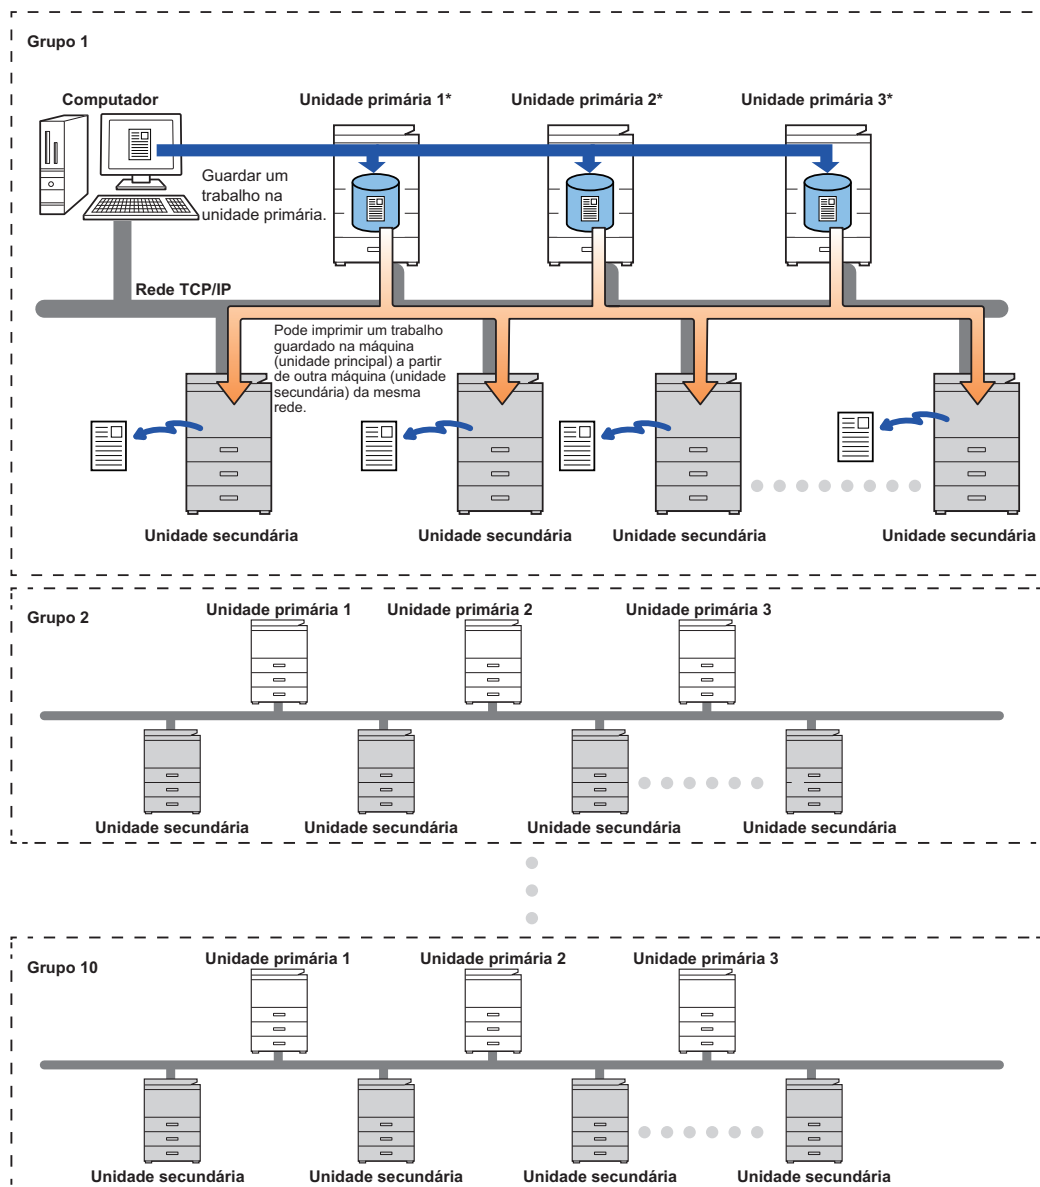 Grupo 1
Computador
Unidade primária 1*
Unidade primária 2*
Unidade primária 3*
Guardar um
trabalho na
unidade primária.
Rede TCP/IP
Pode imprimir um trabalho
guardado na máquina
(unidade principal) a partir
de outra máquina (unidade
secundária) da mesma
rede.
Unidade secundária
Unidade secundária
Unidade secundária
Unidade secundária
Grupo 2
Unidade primária 1
Unidade primária 2
Unidade primária 3
Unidade secundária
Unidade secundária
Unidade secundária
Unidade secundária
Grupo 10
Unidade primária 1
Unidade primária 2
Unidade primária 3
Unidade secundária
Unidade secundária
Unidade secundária
Unidade secundária